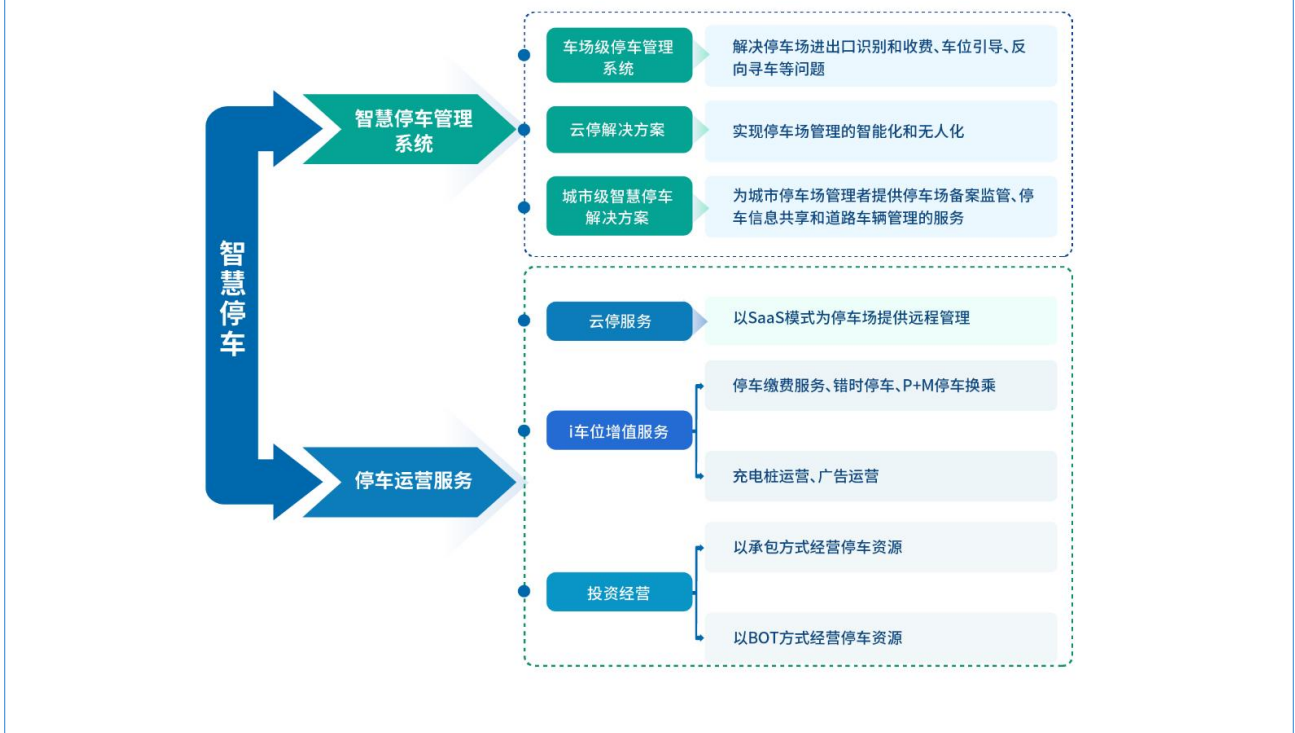 智慧停车
智慧停车管理
系统
车场级停车管理
系统
解决停车场进出口识别和收费、车位引导、反
向寻车等问题
云停解决方案
实现停车场管理的智能化和无人化
城市级智慧停车
解决方案
为城市停车场管理者提供停车场备案监管、停
车信息共享和道路车辆管理的服务
停车运营服务
云停服务
以SaaS模式为停车场提供远程管理
i车位增值服务
停车缴费服务、错时停车、P+M停车换乘
充电桩运营、广告运营
投资经营
以承包方式经营停车资源
以BOT方式经营停车资源